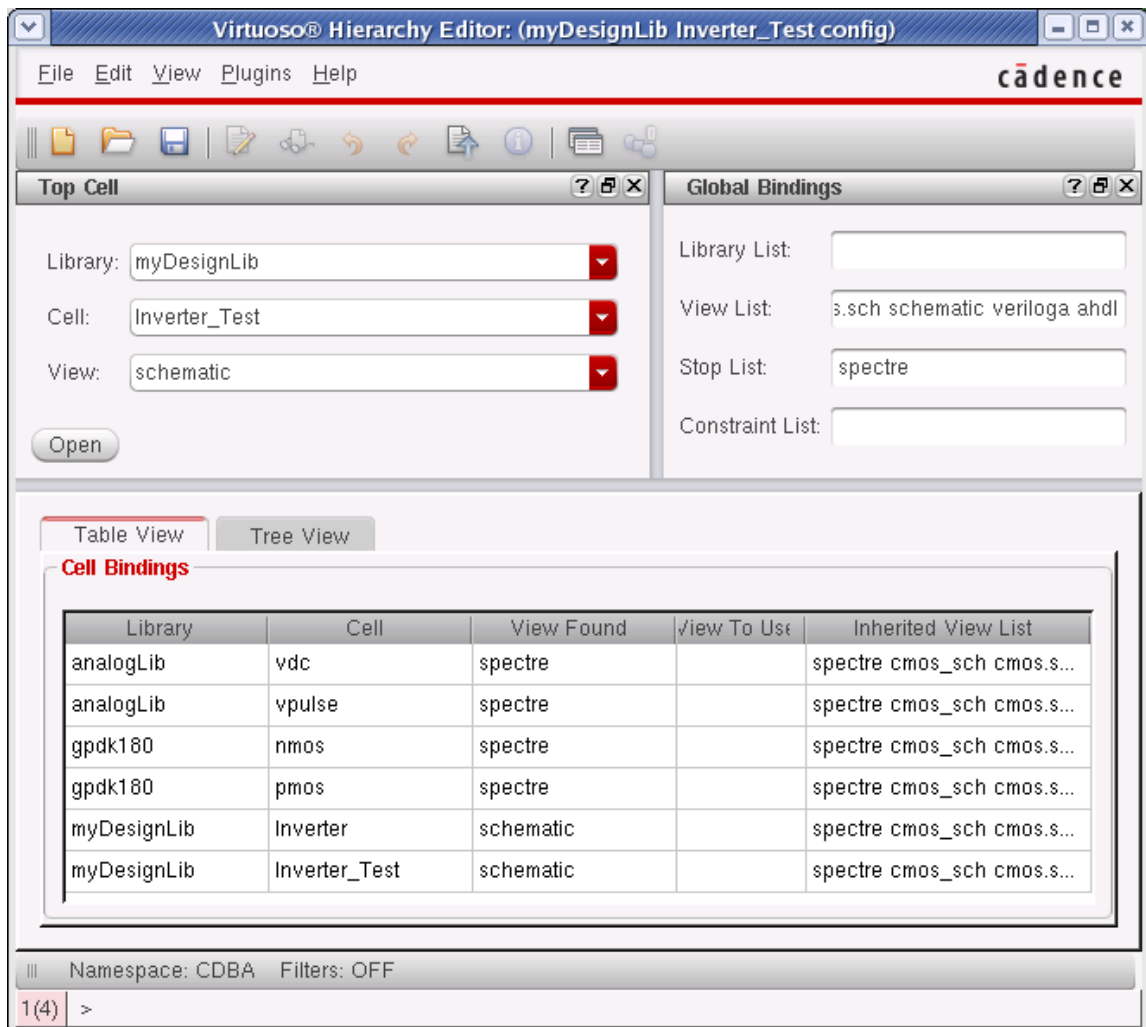 Virtuoso® Hierarchy Editor: (myDesignLib Inverter_Test config)
File Edit View Plugins Help
cādence
Top Cell
Library: myDesignLib
Cell: Inverter_Test
View: schematic
Open
Global Bindings
Library List:
View List: s.sch schematic veriloga ahdl
Stop List: spectre
Constraint List:
Table View Tree View
Cell Bindings
Library Cell View Found View To Use Inherited View List
analogLib vdc spectre spectre cmos_sch cmos.s...
analogLib vpulse spectre spectre cmos_sch cmos.s...
gpdk180 nmos spectre spectre cmos_sch cmos.s...
gpdk180 pmos spectre spectre cmos_sch cmos.s...
myDesignLib Inverter schematic spectre cmos_sch cmos.s...
myDesignLib Inverter_Test schematic spectre cmos_sch cmos.s...
Namespace: CDBA Filters: OFF
1(4) >